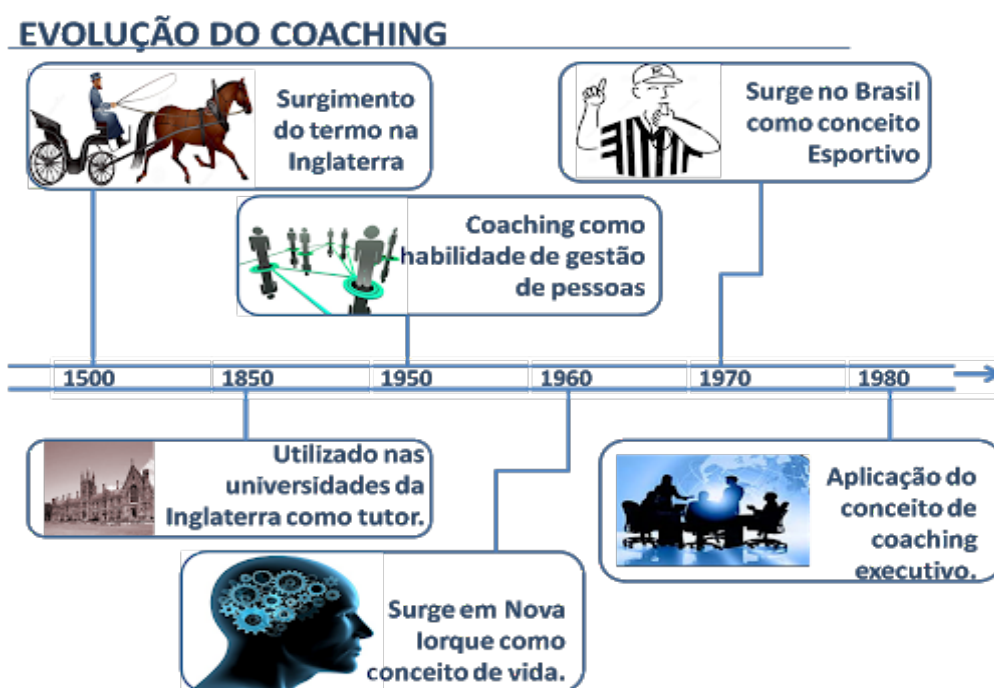 EVOLUÇÃO DO COACHING
Surgimento
do termo na
Inglaterra
Surge no Brasil
como conceito
Esportivo
Coaching como
habilidade de gestão
de pessoas
1500
1850
1950
1960
1970
1980
Utilizado nas
universidades da
Inglaterra como tutor.
Aplicação do
conceito de
coaching
executivo.
Surge em Nova
Iorque como
conceito de vida.